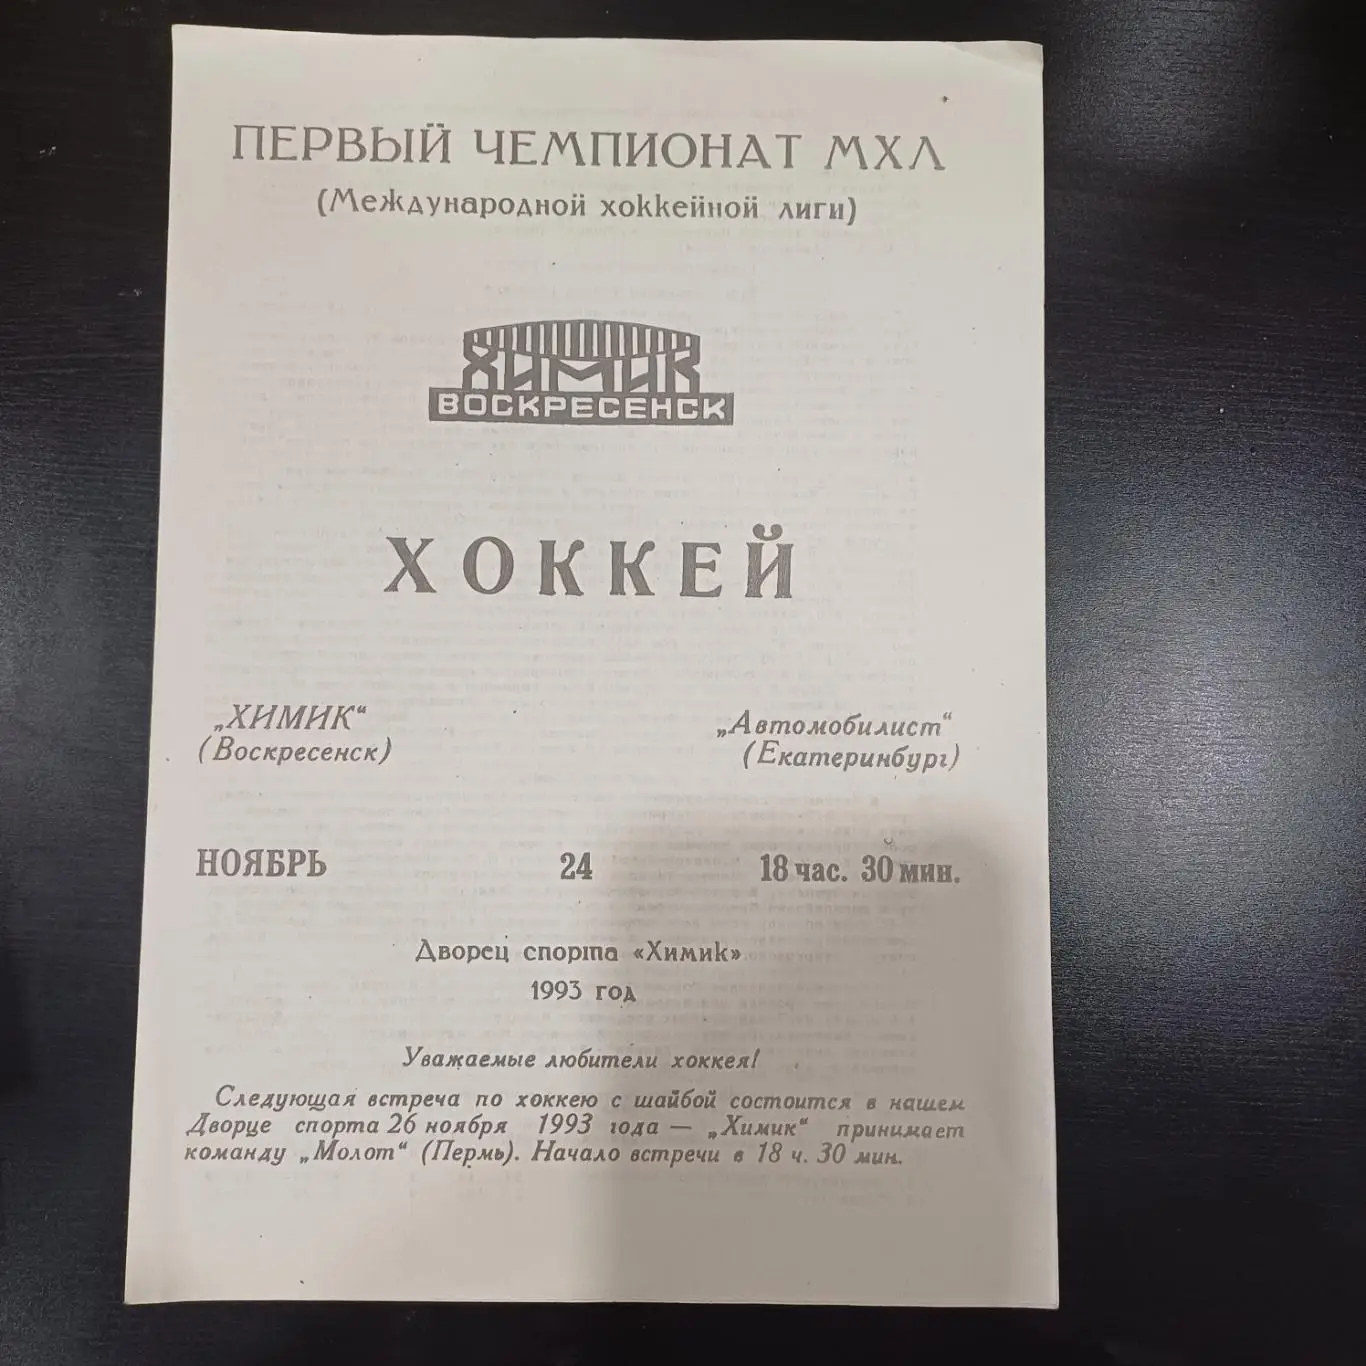 ПЕРВЫЙ ЧЕМПИОНАТ МХЛ
(Международной хоккейной лиги)
ХИМИК
ВОСКРЕСЕНСК
ХОККЕЙ
„ХИМИК“ „Автомобилист“
(Воскресенск) (Екатеринбург)
НОЯБРЬ 24 18 час. 30 мин.
Дворец спорта «Химик»
1993 год
Уважаемые любители хоккея!
Следующая встреча по хоккею с шайбой состоится в нашем
Дворце спорта 26 ноября 1993 года — „Химик“ принимает
команду „Молот“ (Пермь). Начало встречи в 18 ч. 30 мин.